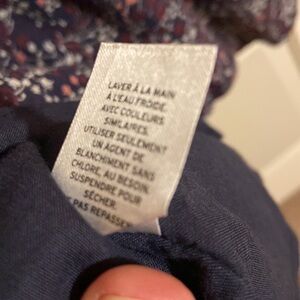 LAVER À LA MAIN
À L'EAU FROIDE.
AVEC COULEURS
SIMILAIRES.
UTILISER SEULEMENT
UN AGENT DE
BLANCHIMENT SANS
CHLORE, AU BESOIN.
SUSPENDRE POUR
SÉCHER.
PAS REPASSER